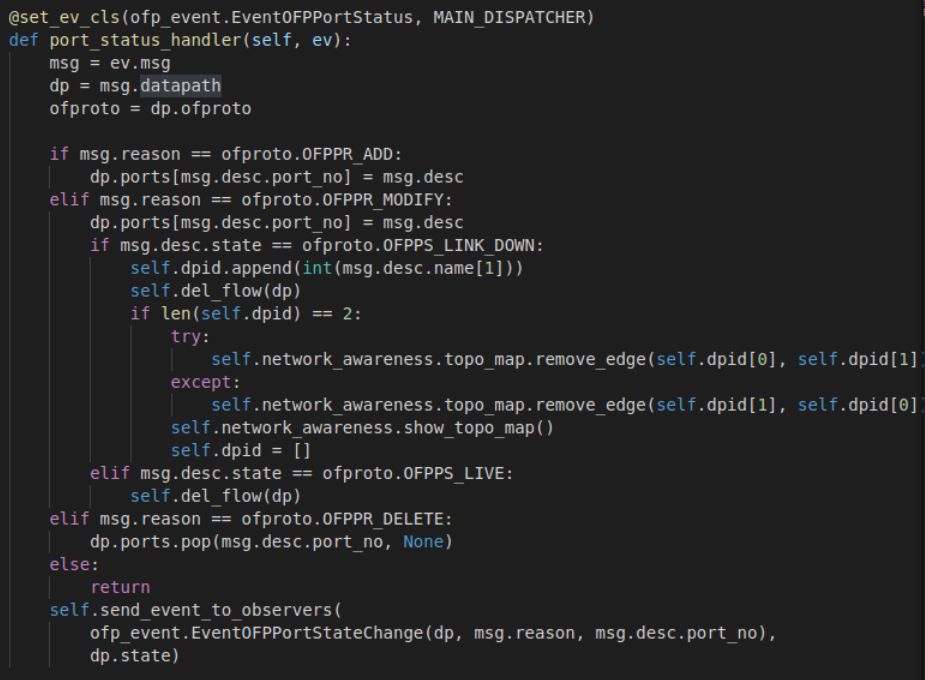 @set_ev_cls(ofp_event.EventOFPPortStatus, MAIN_DISPATCHER)
def port_status_handler(self, ev):
    msg = ev.msg
    dp = msg.datapath
    ofproto = dp.ofproto

    if msg.reason == ofproto.OFPPR_ADD:
        dp.ports[msg.desc.port_no] = msg.desc
    elif msg.reason == ofproto.OFPPR_MODIFY:
        dp.ports[msg.desc.port_no] = msg.desc
        if msg.desc.state == ofproto.OFPPS_LINK_DOWN:
            self.dpid.append(int(msg.desc.name[1]))
            self.del_flow(dp)
            if len(self.dpid) == 2:
                try:
                    self.network_awareness.topo_map.remove_edge(self.dpid[0], self.dpid[1])
                except:
                    self.network_awareness.topo_map.remove_edge(self.dpid[1], self.dpid[0])
                self.network_awareness.show_topo_map()
                self.dpid = []
        elif msg.desc.state == ofproto.OFPPS_LIVE:
            self.del_flow(dp)
    elif msg.reason == ofproto.OFPPR_DELETE:
        dp.ports.pop(msg.desc.port_no, None)
    else:
        return
    self.send_event_to_observers(
        ofp_event.EventOFPPortStateChange(dp, msg.reason, msg.desc.port_no),
        dp.state)